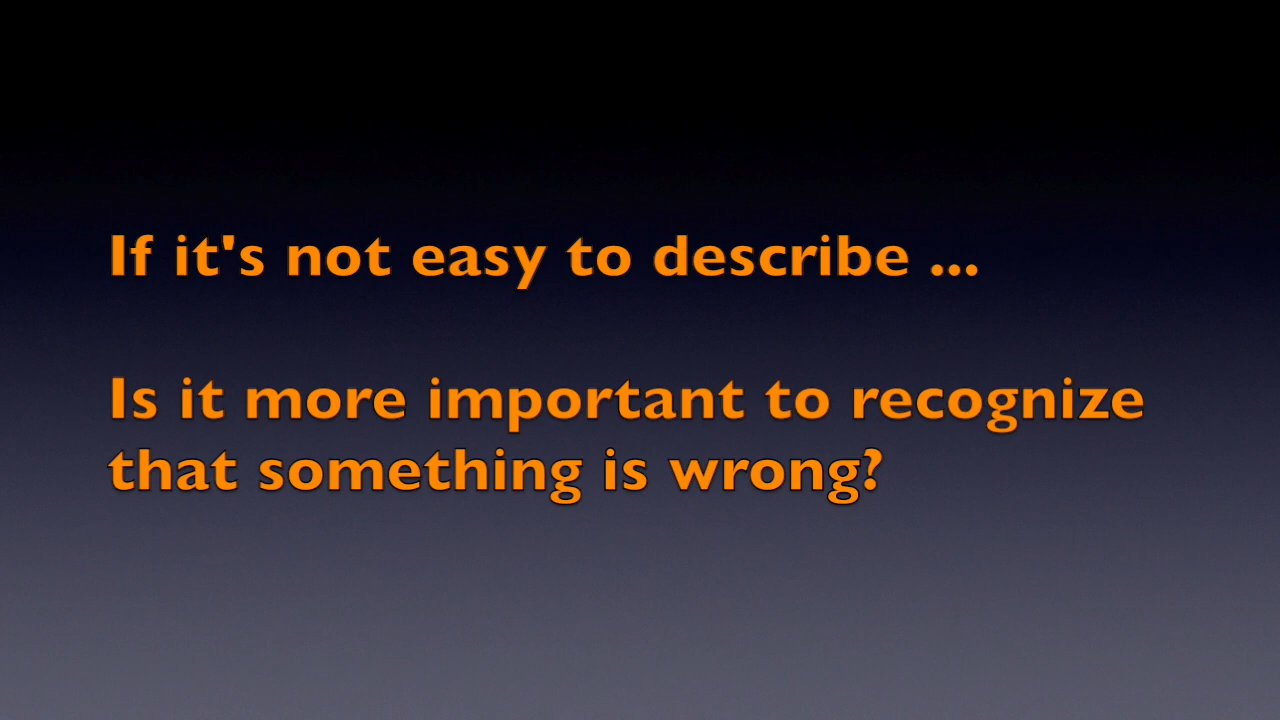 If it's not easy to describe ...
Is it more important to recognize
that something is wrong?